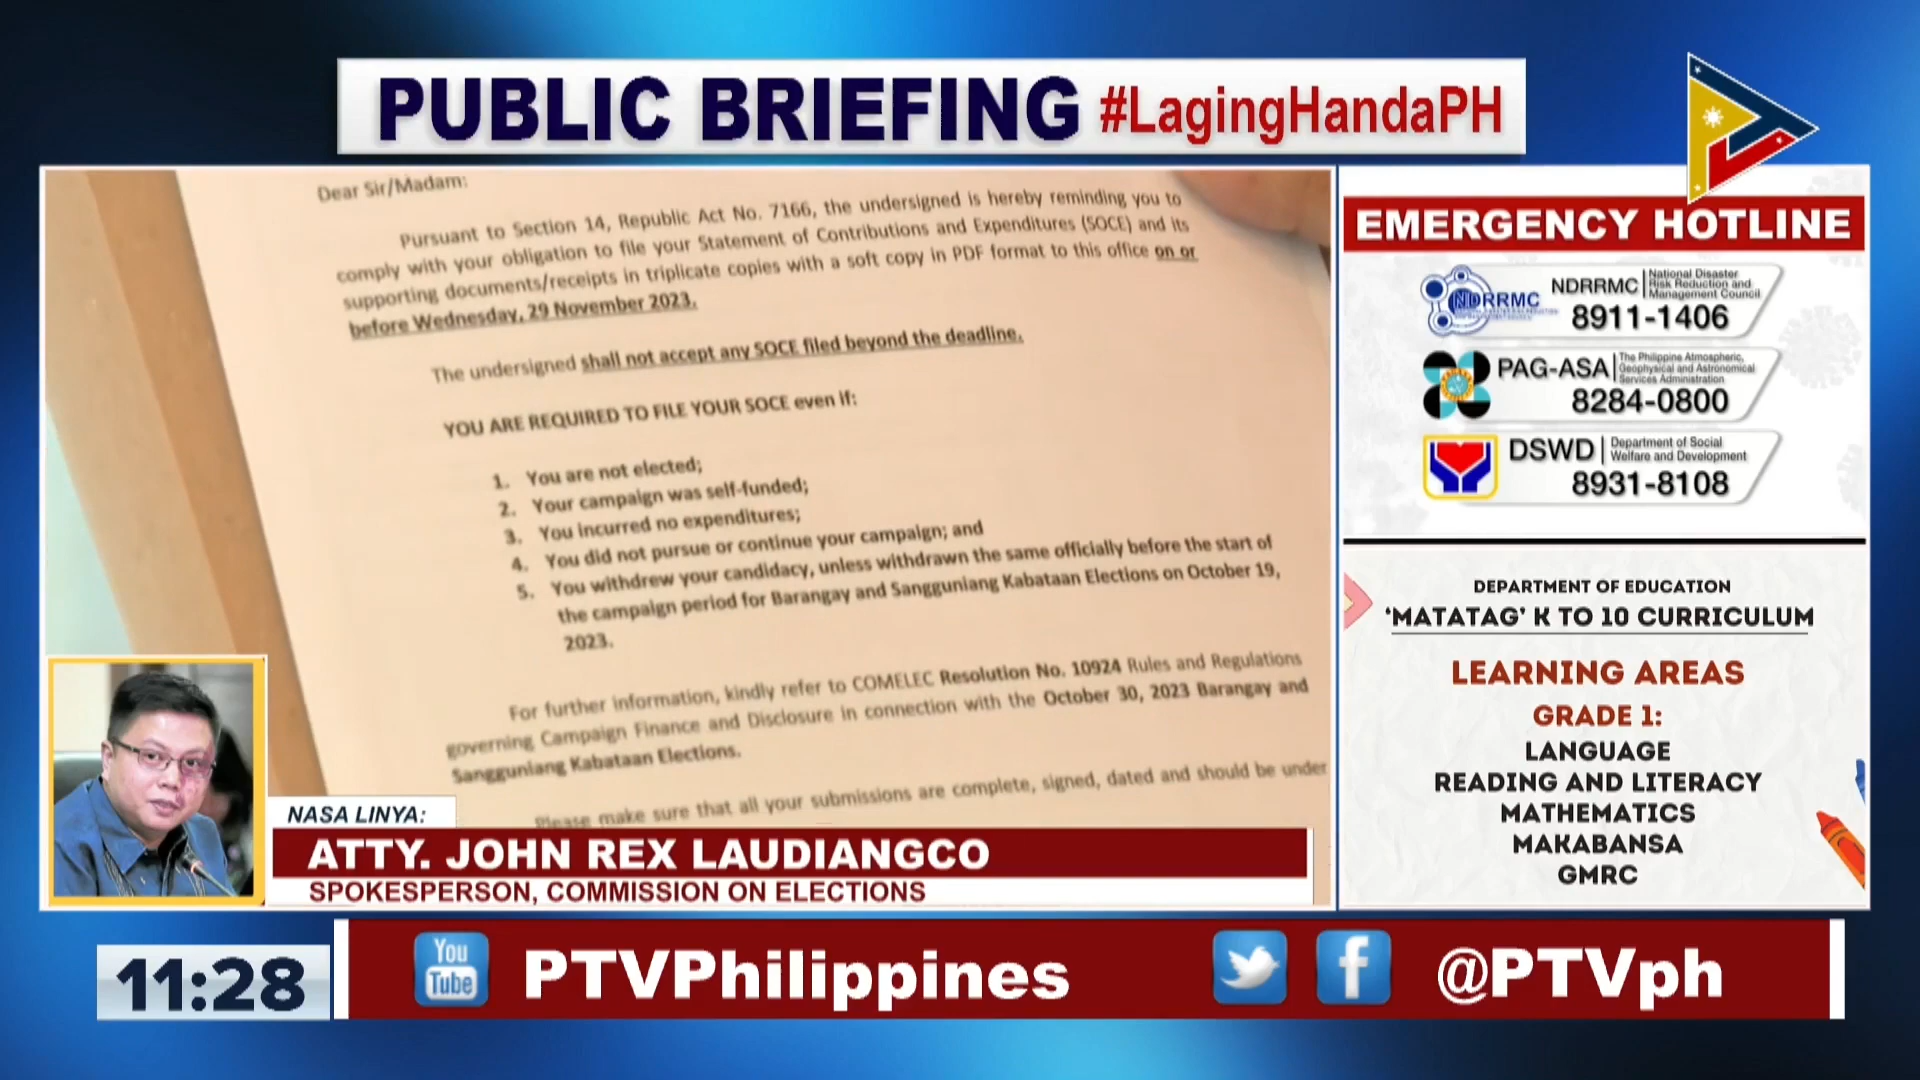 PUBLIC BRIEFING #LagingHandaPH
Dear Sir/Madam:
Pursuant to Section 14, Republic Act No. 7166, the undersigned is hereby reminding you to
comply with your obligation to file your Statement of Contributions and Expenditures (SOCE) and its
supporting documents/receipts in triplicate copies with a soft copy in PDF format to this office on or
before Wednesday, 29 November 2023.
The undersigned shall not accept any SOCE filed beyond the deadline.
YOU ARE REQUIRED TO FILE YOUR SOCE even if:
1. You are not elected;
2. Your campaign was self-funded;
3. You incurred no expenditures;
4. You did not pursue or continue your campaign; and
5. You withdrew your candidacy, unless withdrawn the same officially before the start of
the campaign period for Barangay and Sangguniang Kabataan Elections on October 19,
2023.
For further information, kindly refer to COMELEC Resolution No. 10924 Rules and Regulations
governing Campaign Finance and Disclosure in connection with the October 30, 2023 Barangay and
Sangguniang Kabataan Elections.
Please make sure that all your submissions are complete, signed, dated and should be under
NASA LINYA:
ATTY. JOHN REX LAUDIANGCO
SPOKESPERSON, COMMISSION ON ELECTIONS
EMERGENCY HOTLINE
NDRRMC
NDRRMC
National Disaster
Risk Reduction and
Management Council
8911-1406
PAG-ASA
The Philippine Atmospheric,
Geophysical and Astronomical
Services Administration
8284-0800
DSWD
Department of Social
Welfare and Development
8931-8108
DEPARTMENT OF EDUCATION
‘MATATAG’ K TO 10 CURRICULUM
LEARNING AREAS
GRADE 1:
LANGUAGE
READING AND LITERACY
MATHEMATICS
MAKABANSA
GMRC
11:28
You
Tube
PTVPhilippines
@PTVph